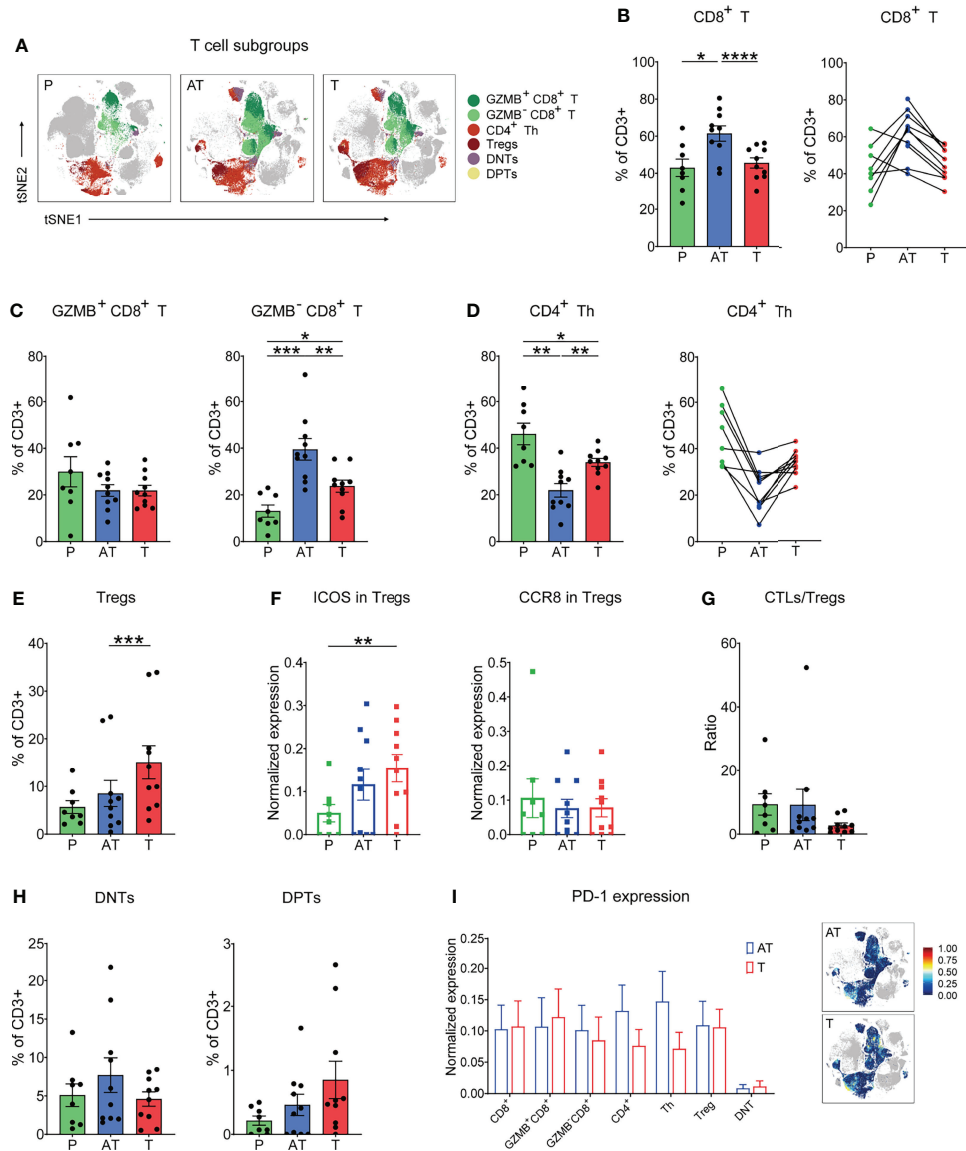 A
T cell subgroups
P
AT
T
GZMB+ CD8+ T
GZMB- CD8+ T
CD4+ Th
Tregs
DNTs
DPTs
tSNE2
tSNE1
B
CD8+ T
% of CD3+
100
80
60
40
20
0
P AT T
* ****
CD8+ T
% of CD3+
100
80
60
40
20
0
P AT T
C
GZMB+ CD8+ T
% of CD3+
80
60
40
20
0
P AT T
GZMB- CD8+ T
*
*** **
% of CD3+
80
60
40
20
0
P AT T
D
CD4+ Th
*
** **
% of CD3+
80
60
40
20
0
P AT T
CD4+ Th
% of CD3+
80
60
40
20
0
P AT T
E
Tregs
***
% of CD3+
40
30
20
10
0
P AT T
F
ICOS in Tregs
**
Normalized expression
0.4
0.3
0.2
0.1
0.0
P AT T
CCR8 in Tregs
Normalized expression
0.5
0.4
0.3
0.2
0.1
0.0
P AT T
G
CTLs/Tregs
Ratio
60
40
20
0
P AT T
H
DNTs
% of CD3+
25
20
15
10
5
0
P AT T
DPTs
% of CD3+
3
2
1
0
P AT T
I
PD-1 expression
Normalized expression
0.25
0.20
0.15
0.10
0.05
0.00
AT
T
CD8+
GZMB+CD8+
GZMB-CD8+
CD4+
Th
Treg
DNT
AT
1.00
0.75
0.50
0.25
0.00
T